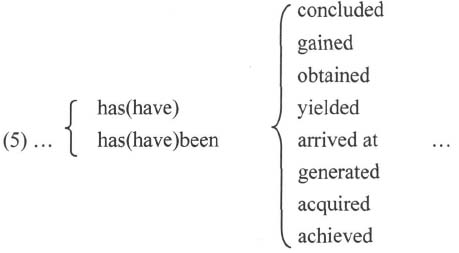 concluded
gained
obtained
has(have) yielded
(5) … has(have)been arrived at …
generated
acquired
achieved